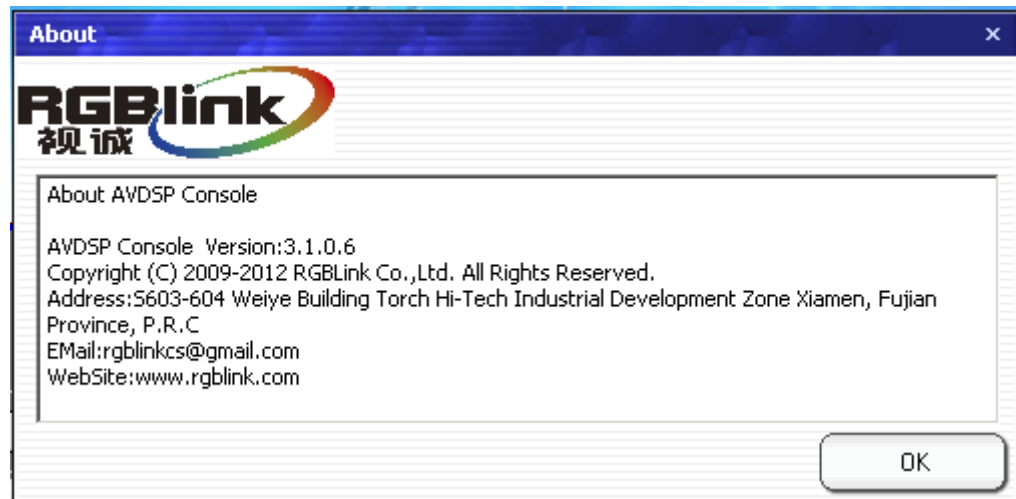 About
RGBlink
视诚
About AVDSP Console
AVDSP Console  Version:3.1.0.6
Copyright (C) 2009-2012 RGBLink Co.,Ltd. All Rights Reserved.
Address:S603-604 Weiye Building Torch Hi-Tech Industrial Development Zone Xiamen, Fujian
Province, P.R.C
EMail:rgblinkcs@gmail.com
WebSite:www.rgblink.com
OK